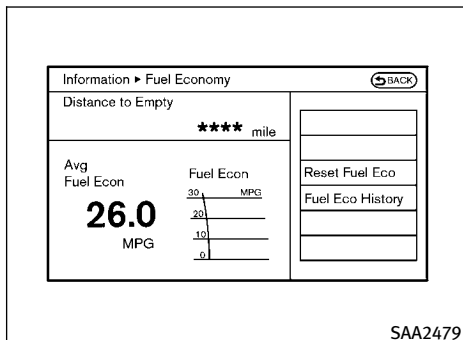 Information ▶ Fuel Economy
BACK
Distance to Empty
**** mile
Avg
Fuel Econ
26.0
MPG
Fuel Econ
30 MPG
20
10
0
Reset Fuel Eco
Fuel Eco History
SAA2479